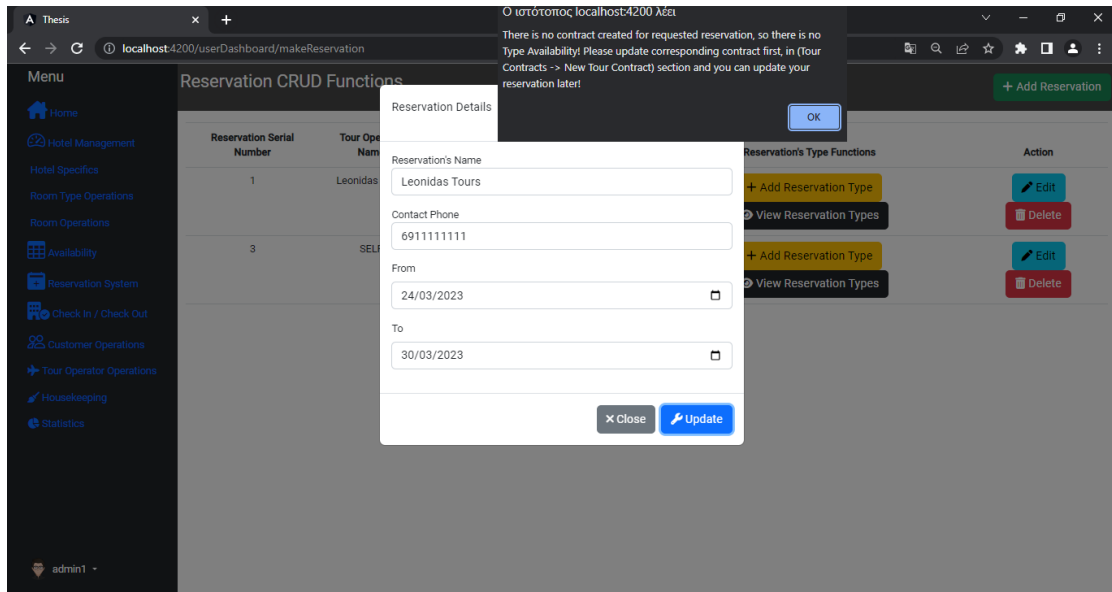 Thesis
localhost:4200/userDashboard/makeReservation
Ο ιστότοπος localhost:4200 λέει
There is no contract created for requested reservation, so there is no
Type Availability! Please update corresponding contract first, in (Tour
Contracts -> New Tour Contract) section and you can update your
reservation later!
OK
Menu
Home
Hotel Management
Hotel Specifics
Room Type Operations
Room Operations
Availability
Reservation System
Check In / Check Out
Customer Operations
Tour Operator Operations
Housekeeping
Statistics
admin1
Reservation CRUD Functions
+ Add Reservation
Reservation Serial
Number
Tour Ope
Nam
Reservation's Type Functions
Action
1
Leonidas
+ Add Reservation Type
View Reservation Types
Edit
Delete
3
SELF
+ Add Reservation Type
View Reservation Types
Edit
Delete
Reservation Details
Reservation's Name
Leonidas Tours
Contact Phone
6911111111
From
24/03/2023
To
30/03/2023
Close
Update